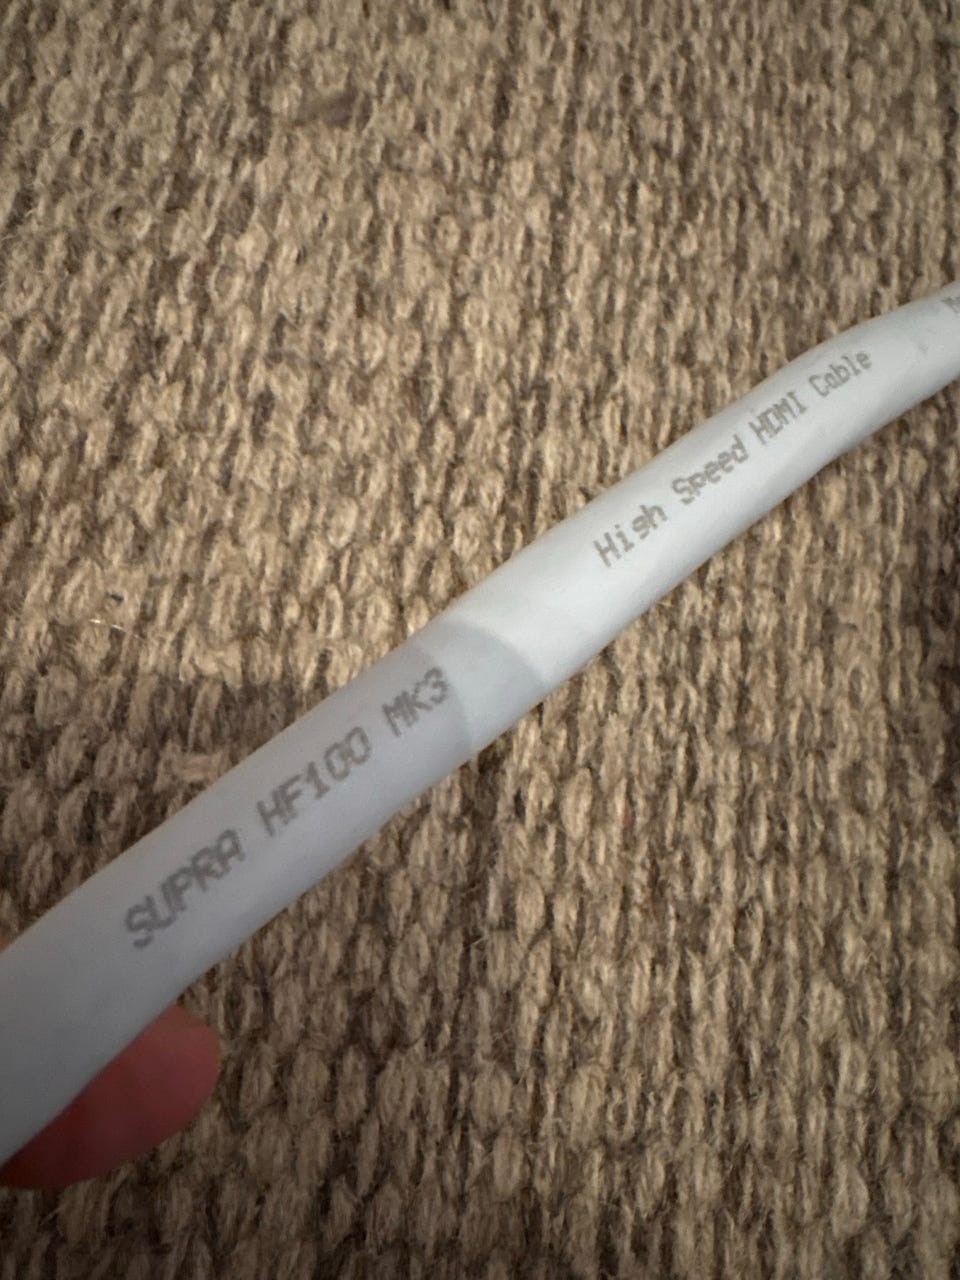 SUPRA HF100 MK3 High Speed HDMI Cable